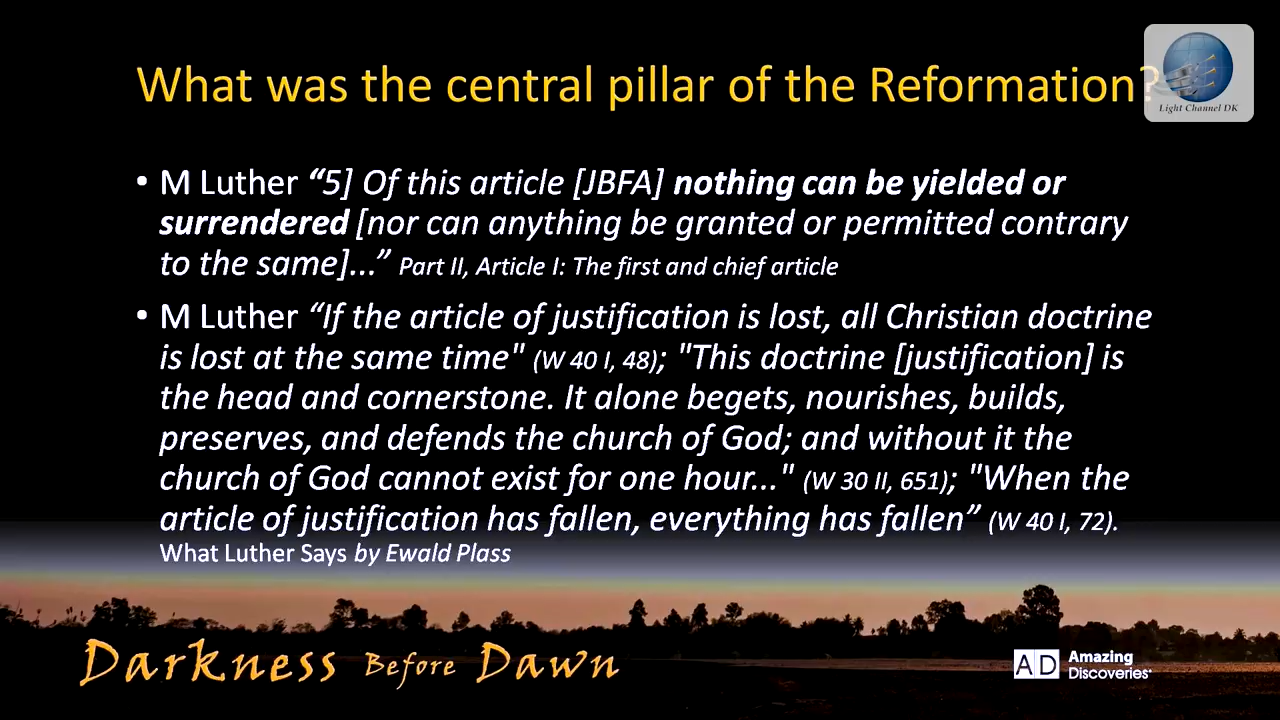 What was the central pillar of the Reformation?
Light Channel DK
• M Luther “5] Of this article [JBFA] nothing can be yielded or
surrendered [nor can anything be granted or permitted contrary
to the same]...” Part II, Article I: The first and chief article
• M Luther “If the article of justification is lost, all Christian doctrine
is lost at the same time" (W 40 I, 48); "This doctrine [justification] is
the head and cornerstone. It alone begets, nourishes, builds,
preserves, and defends the church of God; and without it the
church of God cannot exist for one hour..." (W 30 II, 651); "When the
article of justification has fallen, everything has fallen” (W 40 I, 72).
What Luther Says by Ewald Plass
Darkness Before Dawn
AD Amazing
Discoveries